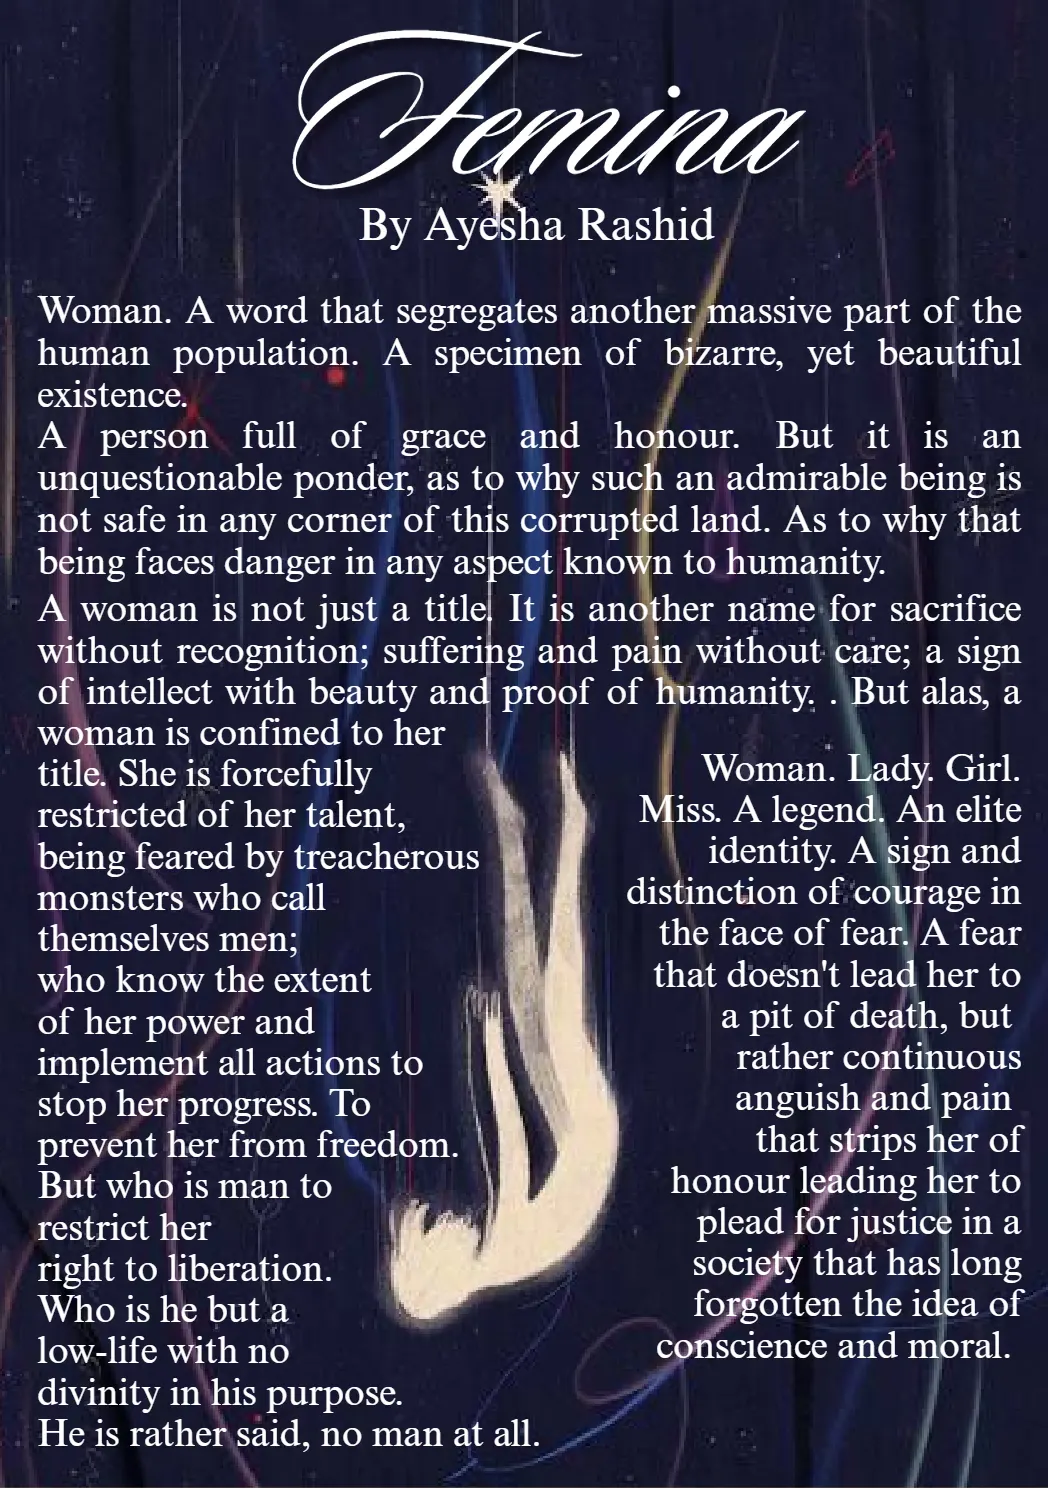 Femina
By Ayesha Rashid
Woman. A word that segregates another massive part of the
human population. A specimen of bizarre, yet beautiful
existence.
A person full of grace and honour. But it is an
unquestionable ponder, as to why such an admirable being is
not safe in any corner of this corrupted land. As to why that
being faces danger in any aspect known to humanity.
A woman is not just a title. It is another name for sacrifice
without recognition; suffering and pain without care; a sign
of intellect with beauty and proof of humanity. . But alas, a
woman is confined to her
title. She is forcefully
restricted of her talent,
being feared by treacherous
monsters who call
themselves men;
who know the extent
of her power and
implement all actions to
stop her progress. To
prevent her from freedom.
But who is man to
restrict her
right to liberation.
Who is he but a
low-life with no
divinity in his purpose.
He is rather said, no man at all.
Woman. Lady. Girl.
Miss. A legend. An elite
identity. A sign and
distinction of courage in
the face of fear. A fear
that doesn't lead her to
a pit of death, but
rather continuous
anguish and pain
that strips her of
honour leading her to
plead for justice in a
society that has long
forgotten the idea of
conscience and moral.